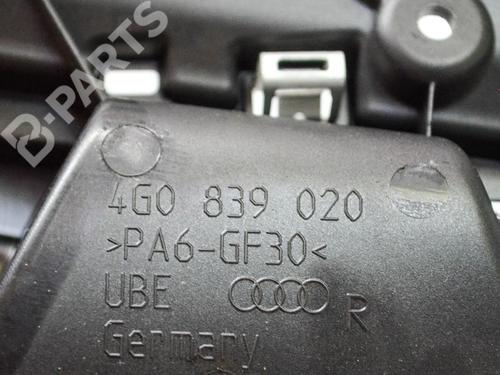 B-PARTS
4G0 839 020
>PA6-GF30<
UBE R
Germany